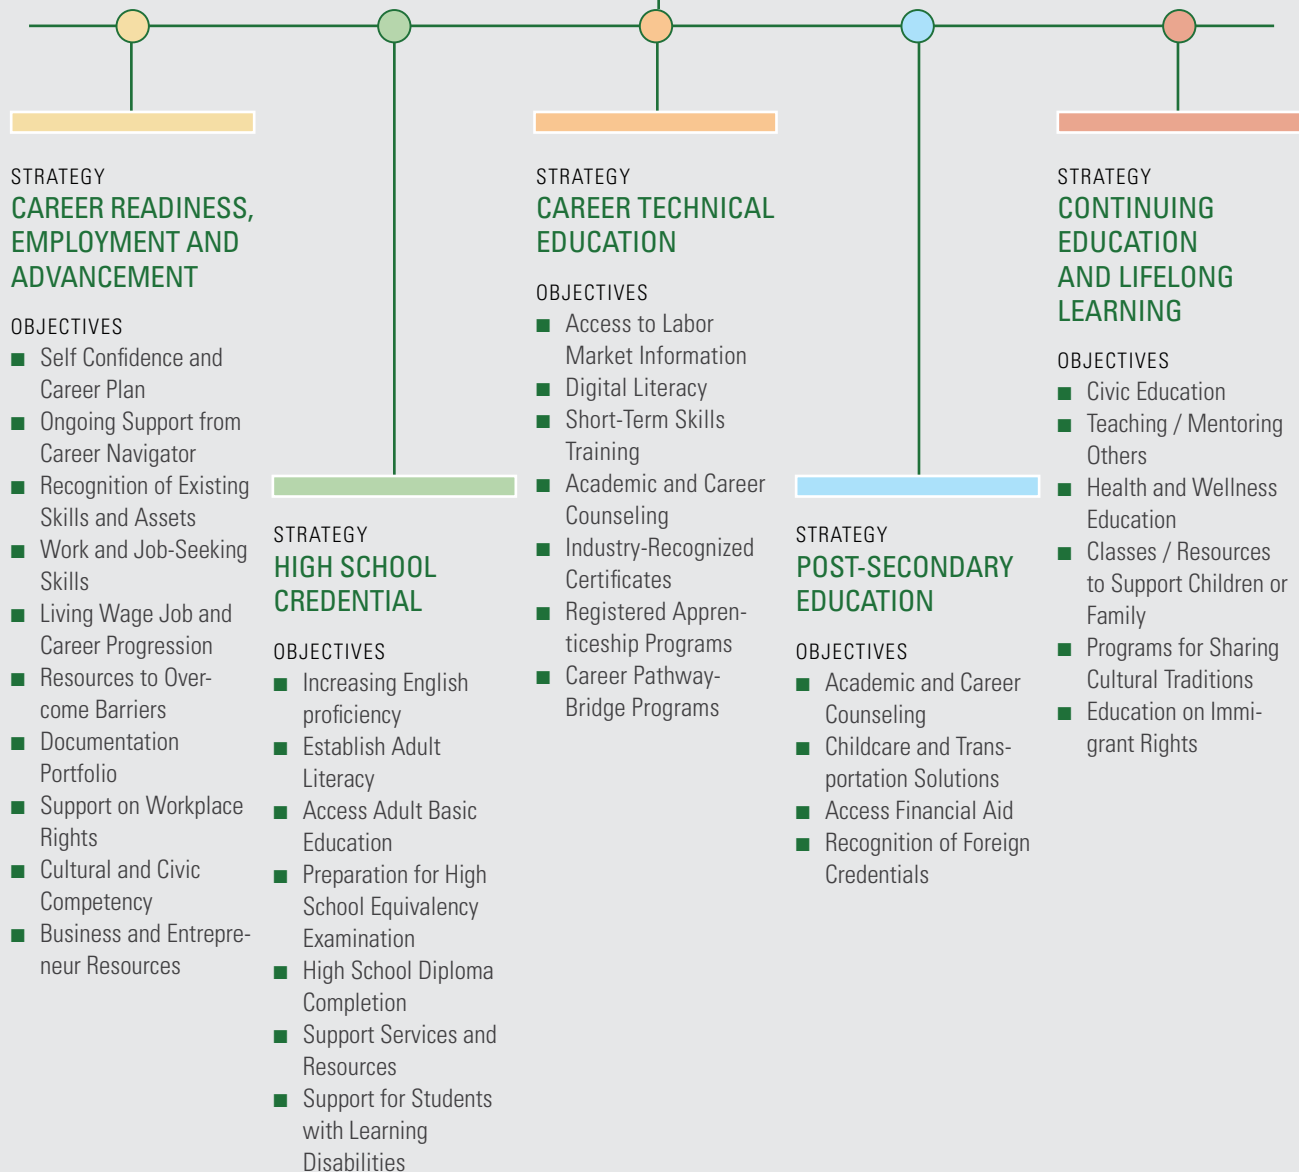 STRATEGY
CAREER READINESS,
EMPLOYMENT AND
ADVANCEMENT
OBJECTIVES
■ Self Confidence and
Career Plan
■ Ongoing Support from
Career Navigator
■ Recognition of Existing
Skills and Assets
■ Work and Job-Seeking
Skills
■ Living Wage Job and
Career Progression
■ Resources to Over-
come Barriers
■ Documentation
Portfolio
■ Support on Workplace
Rights
■ Cultural and Civic
Competency
■ Business and Entrepre-
neur Resources
STRATEGY
HIGH SCHOOL
CREDENTIAL
OBJECTIVES
■ Increasing English
proficiency
■ Establish Adult
Literacy
■ Access Adult Basic
Education
■ Preparation for High
School Equivalency
Examination
■ High School Diploma
Completion
■ Support Services and
Resources
■ Support for Students
with Learning
Disabilities
STRATEGY
CAREER TECHNICAL
EDUCATION
OBJECTIVES
■ Access to Labor
Market Information
■ Digital Literacy
■ Short-Term Skills
Training
■ Academic and Career
Counseling
■ Industry-Recognized
Certificates
■ Registered Appren-
ticeship Programs
■ Career Pathway-
Bridge Programs
STRATEGY
POST-SECONDARY
EDUCATION
OBJECTIVES
■ Academic and Career
Counseling
■ Childcare and Trans-
portation Solutions
■ Access Financial Aid
■ Recognition of Foreign
Credentials
STRATEGY
CONTINUING
EDUCATION
AND LIFELONG
LEARNING
OBJECTIVES
■ Civic Education
■ Teaching / Mentoring
Others
■ Health and Wellness
Education
■ Classes / Resources
to Support Children or
Family
■ Programs for Sharing
Cultural Traditions
■ Education on Immi-
grant Rights